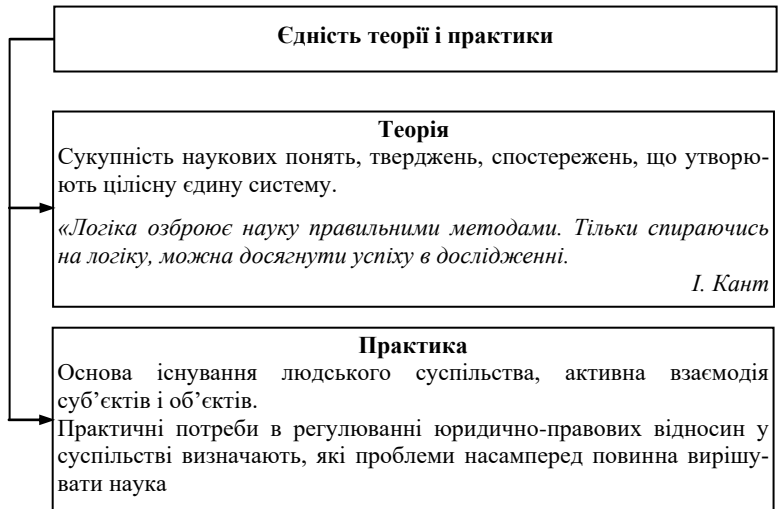 Єдність теорії і практики
Теорія
Сукупність наукових понять, тверджень, спостережень, що утворю-
ють цілісну єдину систему.
«Логіка озброює науку правильними методами. Тільки спираючись
на логіку, можна досягнути успіху в дослідженні.
І. Кант
Практика
Основа існування людського суспільства, активна взаємодія
суб’єктів і об’єктів.
Практичні потреби в регулюванні юридично-правових відносин у
суспільстві визначають, які проблеми насамперед повинна вирішу-
вати наука